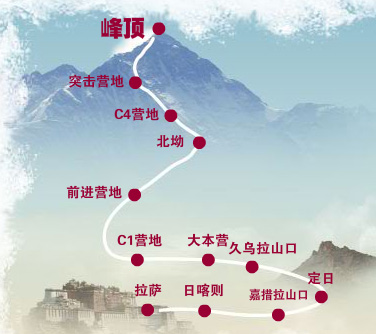 峰顶
突击营地
C4营地
北坳
前进营地
C1营地
大本营
久乌拉山口
定日
嘉措拉山口
日喀则
拉萨